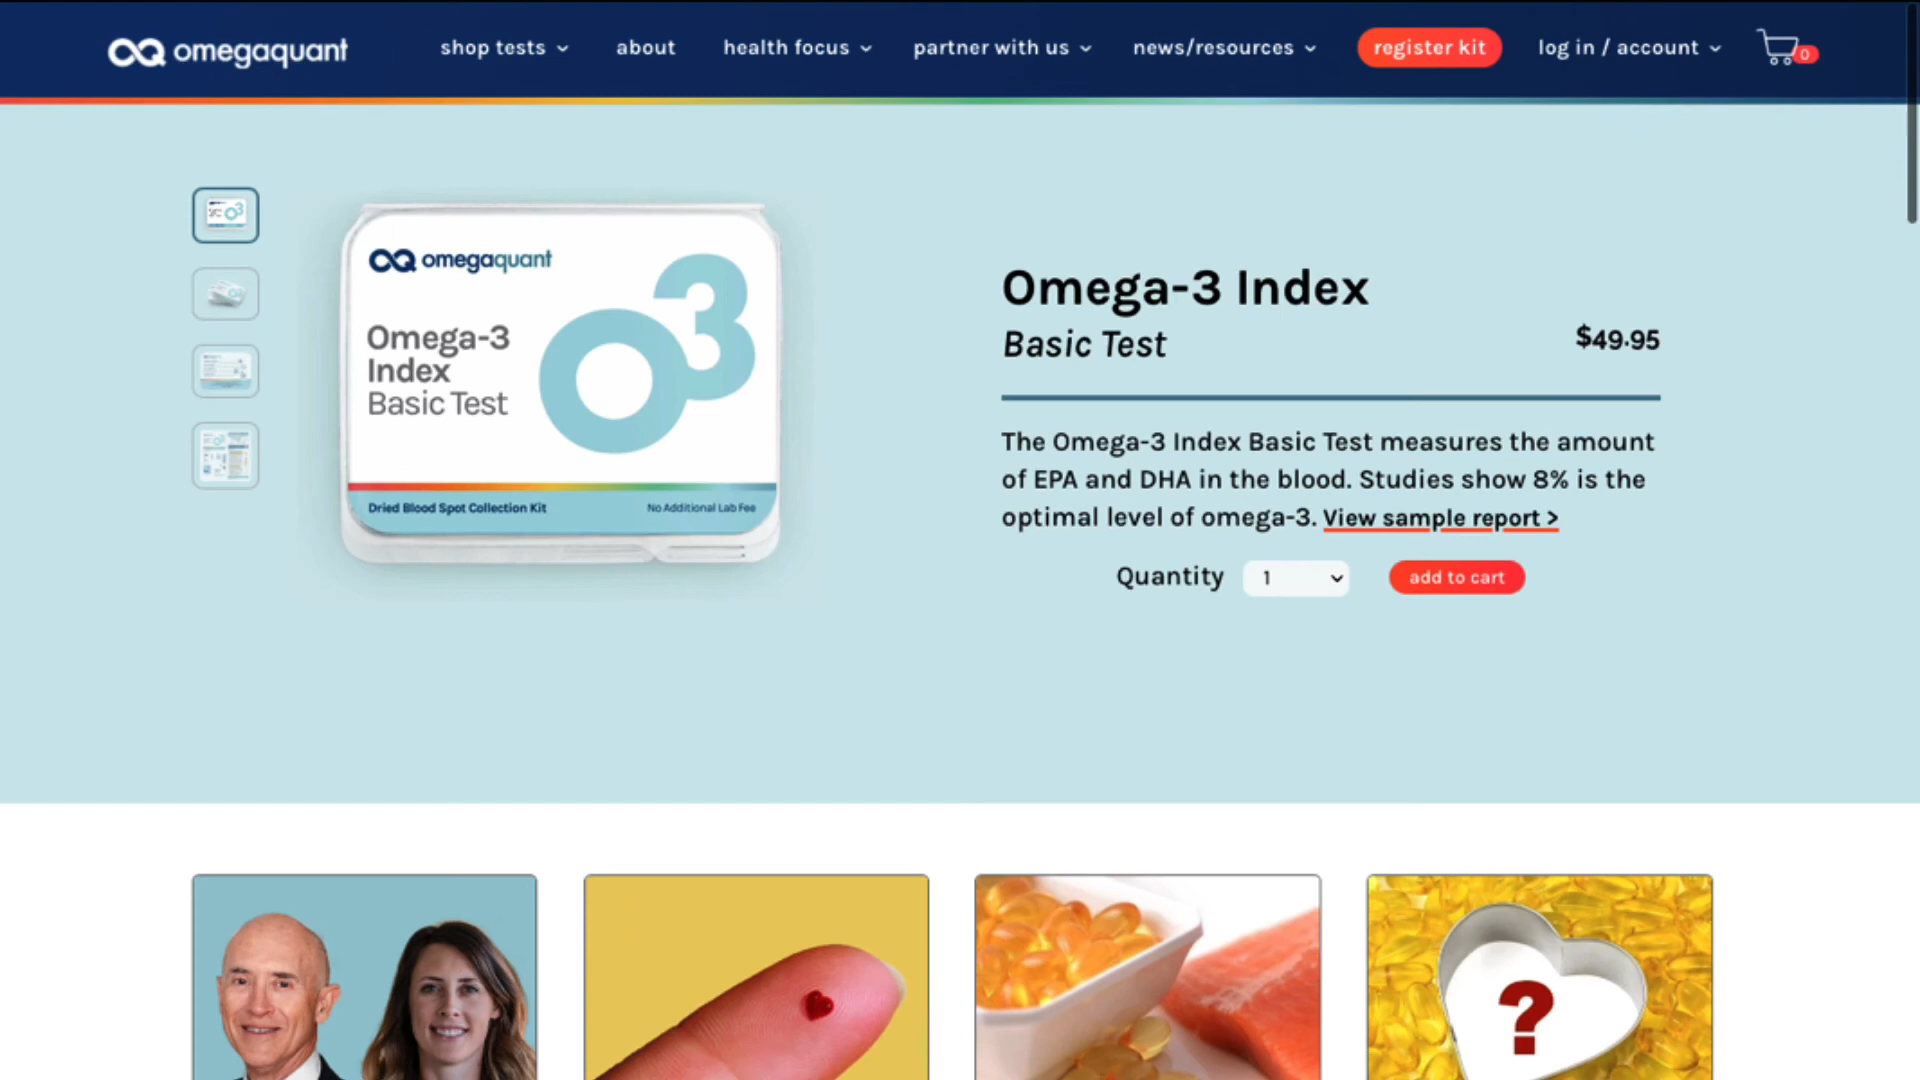 omegaquant
shop tests
about
health focus
partner with us
news/resources
register kit
log in / account
0
omegaquant
O3
Omega-3
Index
Basic Test
Dried Blood Spot Collection Kit
No Additional Lab Fee
Omega-3 Index
Basic Test
$49.95
The Omega-3 Index Basic Test measures the amount
of EPA and DHA in the blood. Studies show 8% is the
optimal level of omega-3. View sample report >
Quantity
1
add to cart
?